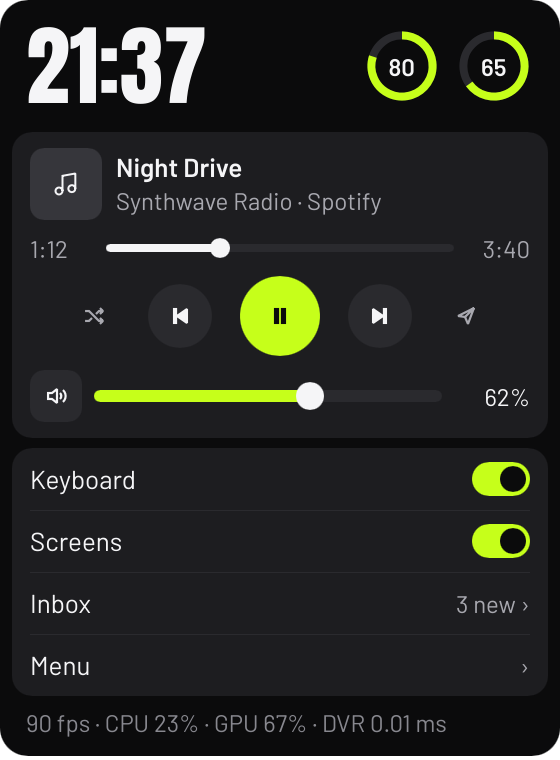 21:37
80
65
Night Drive
Synthwave Radio · Spotify
1:12
3:40
62%
Keyboard
Screens
Inbox
3 new ›
Menu
›
90 fps · CPU 23% · GPU 67% · DVR 0.01 ms